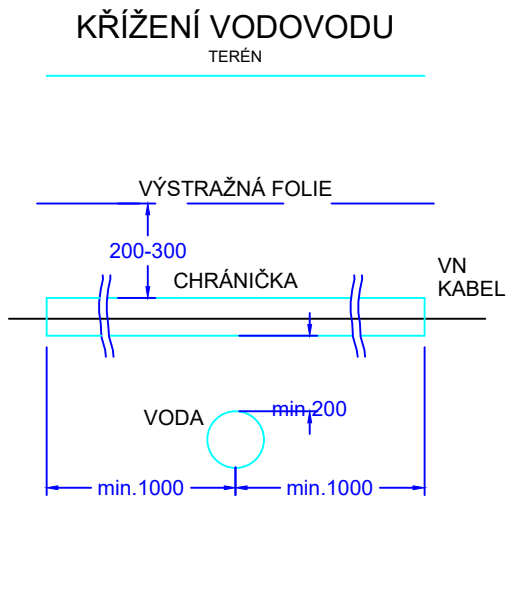 KŘÍŽENÍ VODOVODU
TERÉN
VÝSTRAŽNÁ FOLIE
200-300
CHRÁNIČKA
VN
KABEL
VODA
min.200
min.1000
min.1000